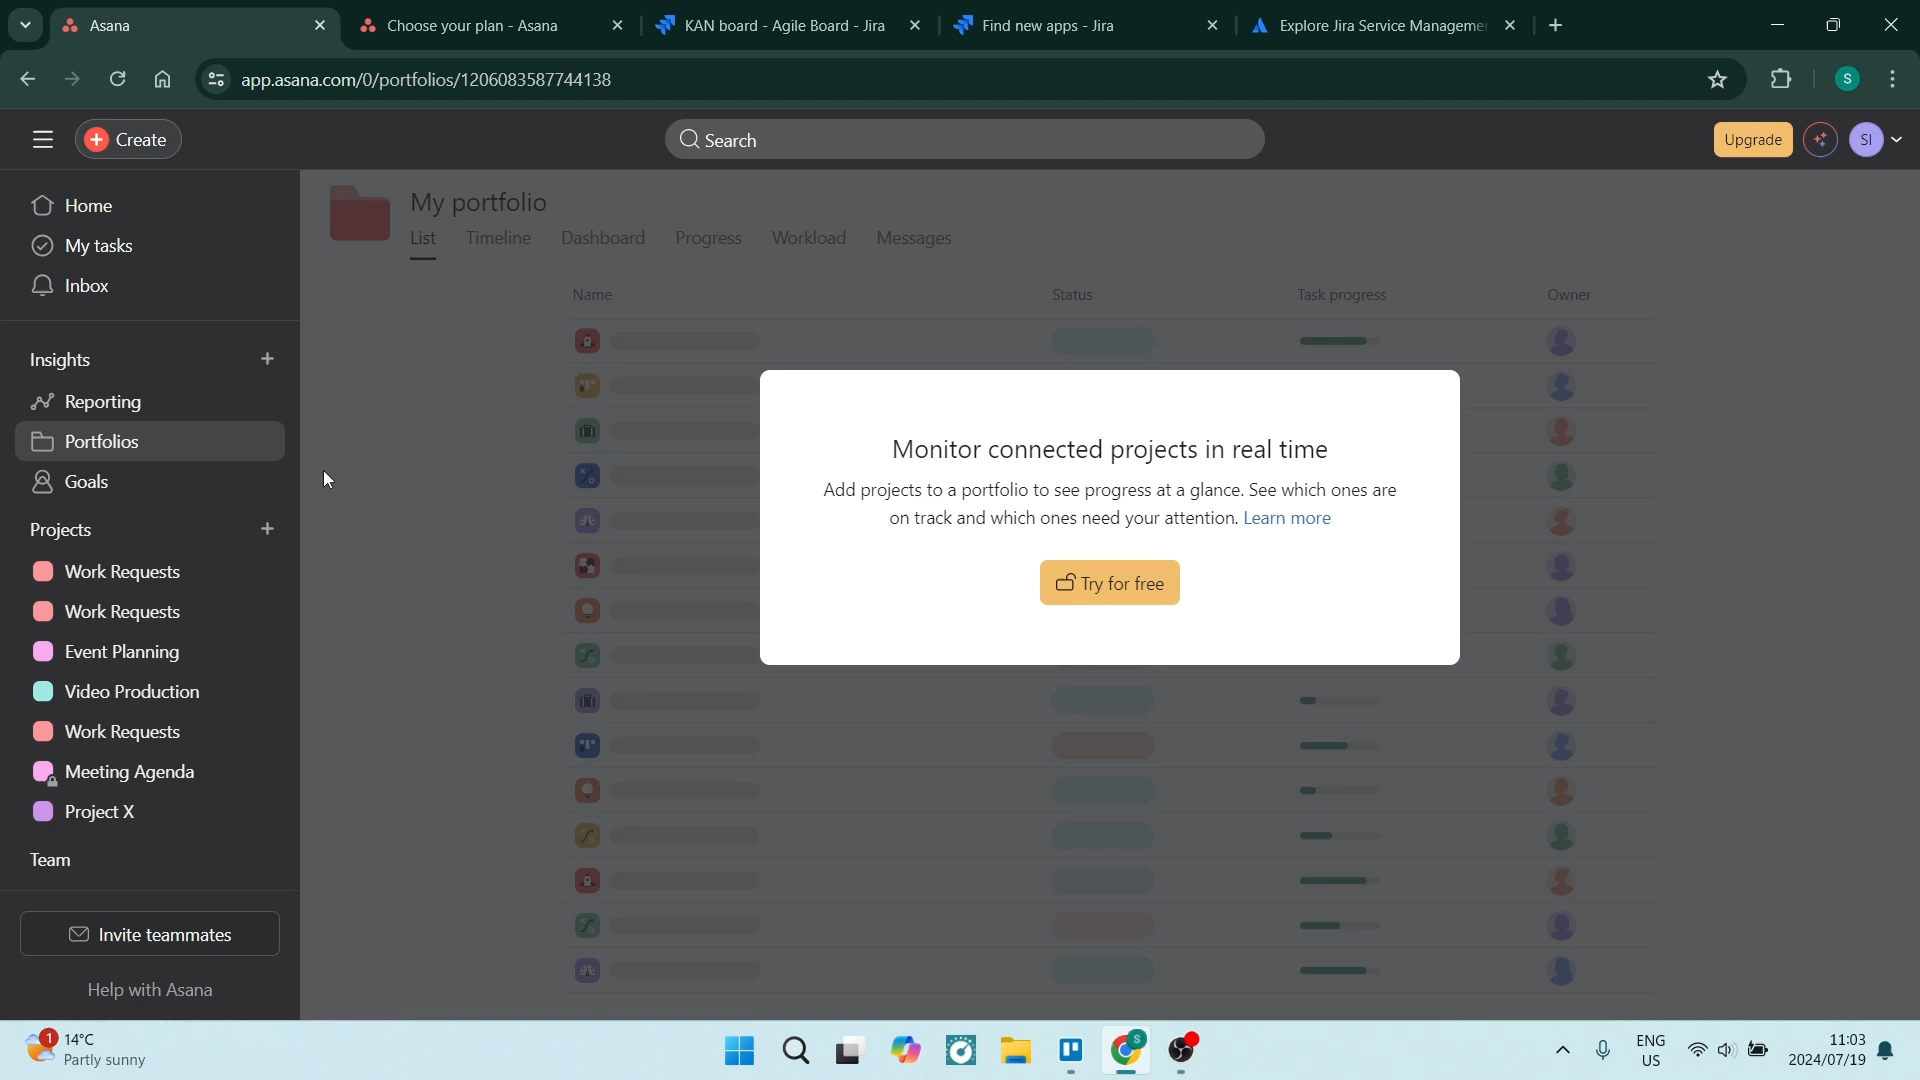 Asana
Choose your plan - Asana
KAN board - Agile Board - Jira
Find new apps - Jira
Explore Jira Service Managemen
app.asana.com/0/portfolios/1206083587744138
S
Create
Search
Upgrade
SI
Home
My tasks
Inbox
Insights
Reporting
Portfolios
Goals
Projects
Work Requests
Work Requests
Event Planning
Video Production
Work Requests
Meeting Agenda
Project X
Team
Invite teammates
Help with Asana
My portfolio
List Timeline Dashboard Progress Workload Messages
Name Status Task progress Owner
Monitor connected projects in real time
Add projects to a portfolio to see progress at a glance. See which ones are
on track and which ones need your attention. Learn more
Try for free
1
14°C
Partly sunny
S
ENG
US
11:03
2024/07/19